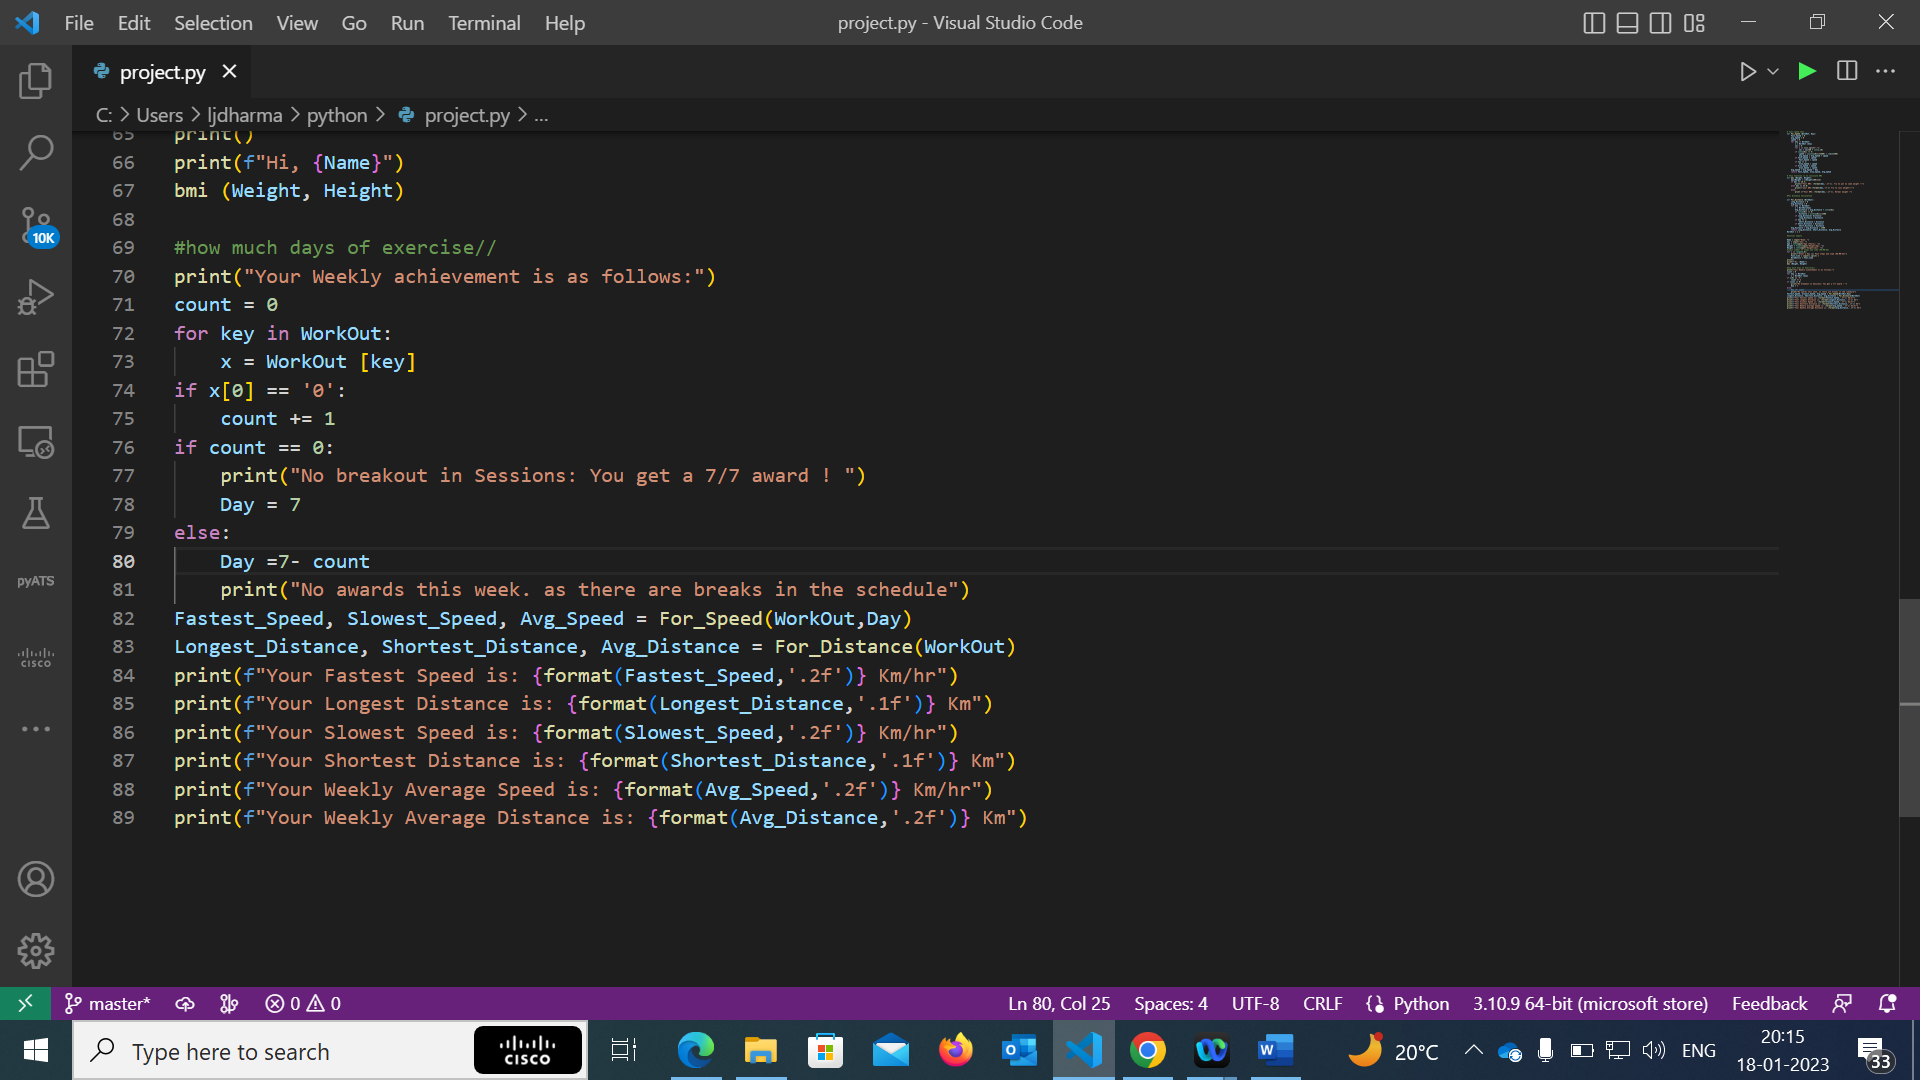 File Edit Selection View Go Run Terminal Help project.py - Visual Studio Code
project.py
C: > Users > ljdharma > python > project.py > ...
65 print()
66 print(f"Hi, {Name}")
67 bmi (Weight, Height)
68
69 #how much days of exercise//
70 print("Your Weekly achievement is as follows:")
71 count = 0
72 for key in WorkOut:
73     x = WorkOut [key]
74 if x[0] == '0':
75     count += 1
76 if count == 0:
77     print("No breakout in Sessions: You get a 7/7 award ! ")
78     Day = 7
79 else:
80     Day =7- count
81     print("No awards this week. as there are breaks in the schedule")
82 Fastest_Speed, Slowest_Speed, Avg_Speed = For_Speed(WorkOut,Day)
83 Longest_Distance, Shortest_Distance, Avg_Distance = For_Distance(WorkOut)
84 print(f"Your Fastest Speed is: {format(Fastest_Speed,'.2f')} Km/hr")
85 print(f"Your Longest Distance is: {format(Longest_Distance,'.1f')} Km")
86 print(f"Your Slowest Speed is: {format(Slowest_Speed,'.2f')} Km/hr")
87 print(f"Your Shortest Distance is: {format(Shortest_Distance,'.1f')} Km")
88 print(f"Your Weekly Average Speed is: {format(Avg_Speed,'.2f')} Km/hr")
89 print(f"Your Weekly Average Distance is: {format(Avg_Distance,'.2f')} Km")
10K
pyATS
CISCO
master* 0 0 Ln 80, Col 25 Spaces: 4 UTF-8 CRLF Python 3.10.9 64-bit (microsoft store) Feedback
Type here to search CISCO 20°C ENG 20:15
18-01-2023 33